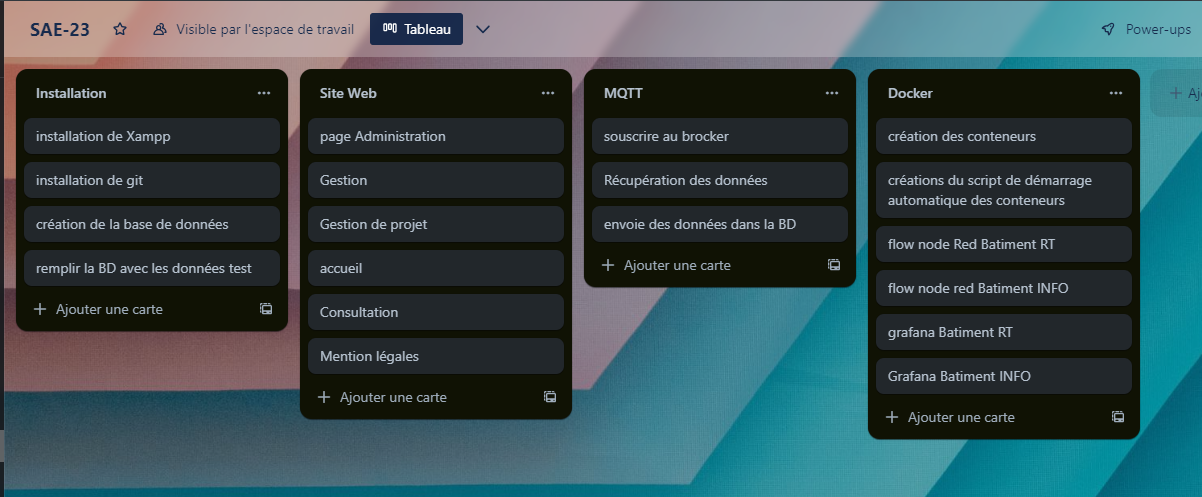 SAE-23
Visible par l'espace de travail
Tableau
Power-ups
Installation
installation de Xampp
installation de git
création de la base de données
remplir la BD avec les données test
Ajouter une carte
Site Web
page Administration
Gestion
Gestion de projet
accueil
Consultation
Mention légales
Ajouter une carte
MQTT
souscrire au brocker
Récupération des données
envoie des données dans la BD
Ajouter une carte
Docker
création des conteneurs
créations du script de démarrage
automatique des conteneurs
flow node Red Batiment RT
flow node red Batiment INFO
grafana Batiment RT
Grafana Batiment INFO
Ajouter une carte